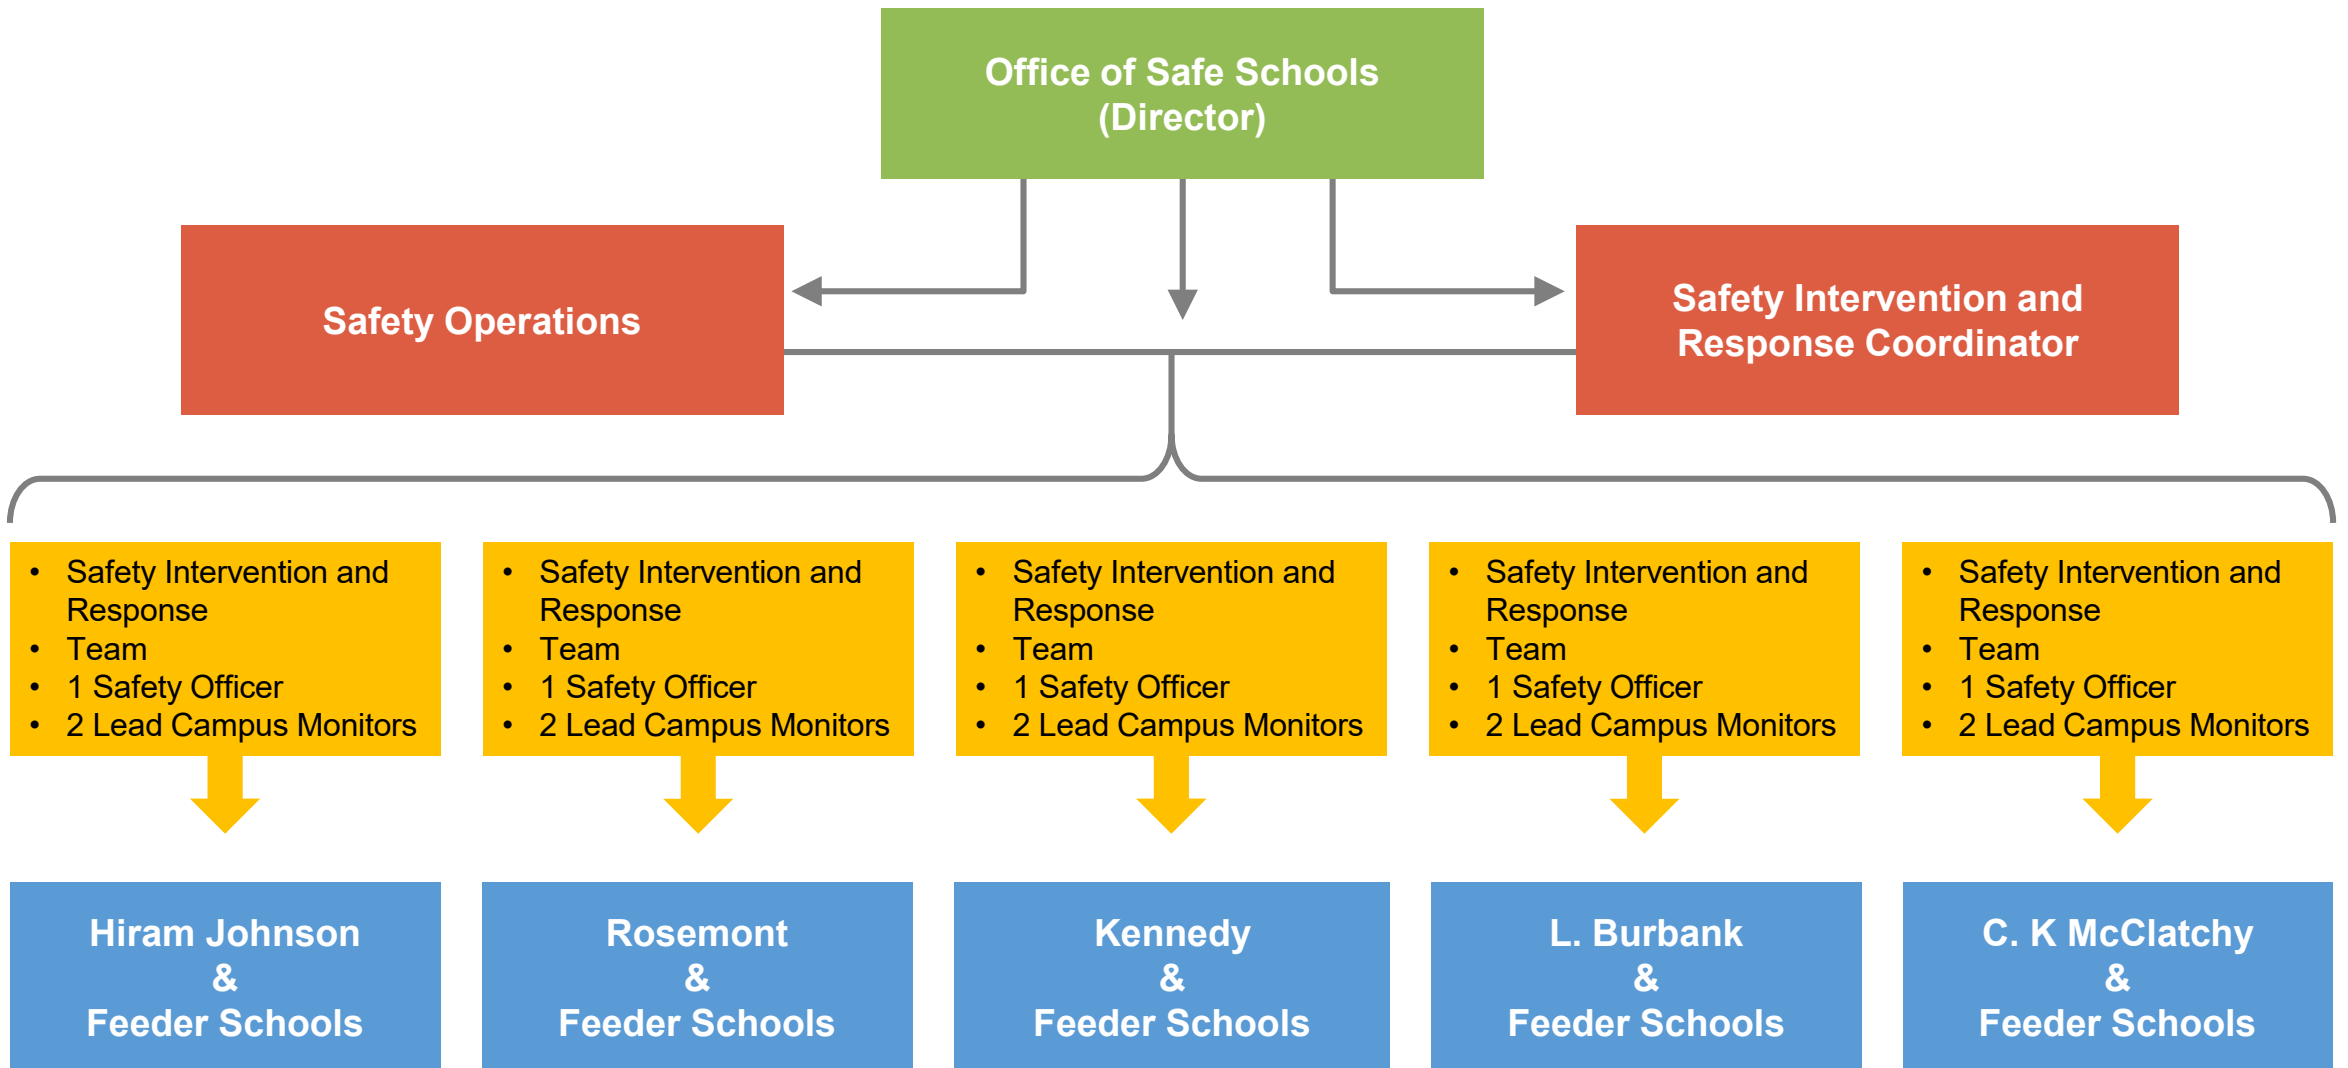 Office of Safe Schools
(Director)
Safety Operations
Safety Intervention and
Response Coordinator
• Safety Intervention and
Response
• Team
• 1 Safety Officer
• 2 Lead Campus Monitors
• Safety Intervention and
Response
• Team
• 1 Safety Officer
• 2 Lead Campus Monitors
• Safety Intervention and
Response
• Team
• 1 Safety Officer
• 2 Lead Campus Monitors
• Safety Intervention and
Response
• Team
• 1 Safety Officer
• 2 Lead Campus Monitors
• Safety Intervention and
Response
• Team
• 1 Safety Officer
• 2 Lead Campus Monitors
Hiram Johnson
&
Feeder Schools
Rosemont
&
Feeder Schools
Kennedy
&
Feeder Schools
L. Burbank
&
Feeder Schools
C. K McClatchy
&
Feeder Schools